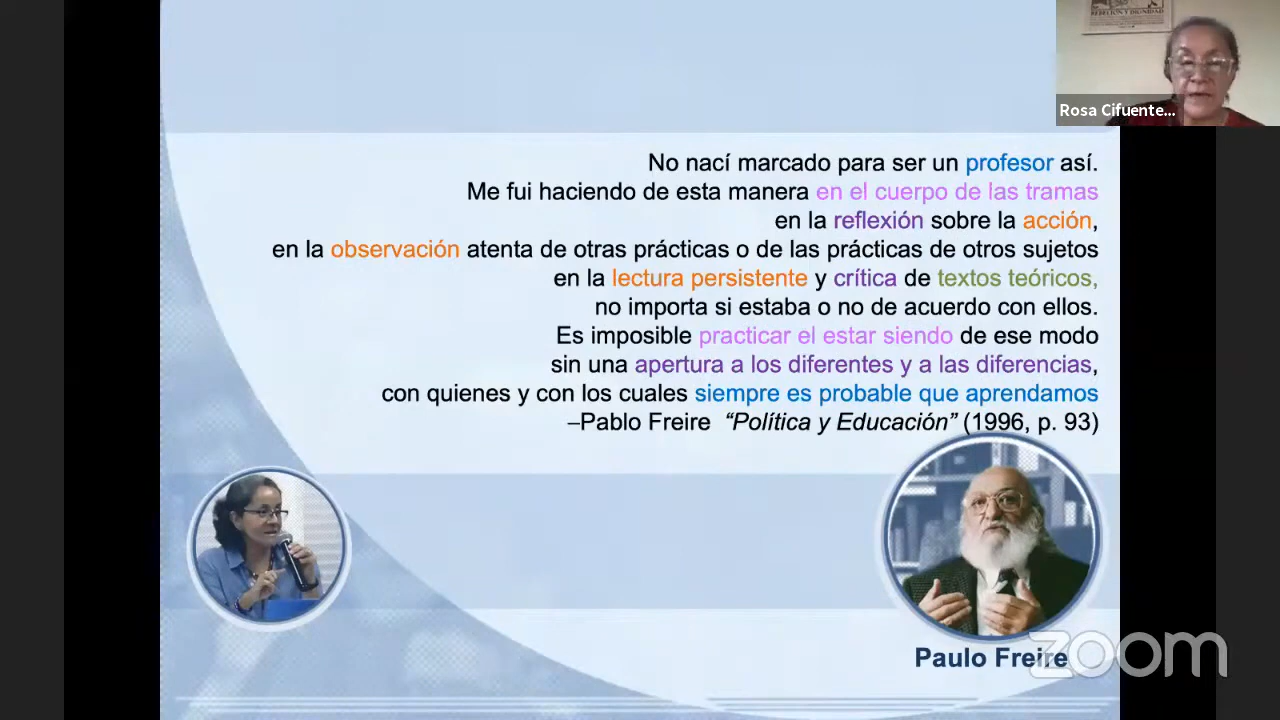 REBELIÓN Y DIGNIDAD
Rosa Cifuente...
No nací marcado para ser un profesor así.
Me fui haciendo de esta manera en el cuerpo de las tramas
en la reflexión sobre la acción,
en la observación atenta de otras prácticas o de las prácticas de otros sujetos
en la lectura persistente y crítica de textos teóricos,
no importa si estaba o no de acuerdo con ellos.
Es imposible practicar el estar siendo de ese modo
sin una apertura a los diferentes y a las diferencias,
con quienes y con los cuales siempre es probable que aprendamos
–Pablo Freire “Política y Educación” (1996, p. 93)
Paulo Freire
zoom